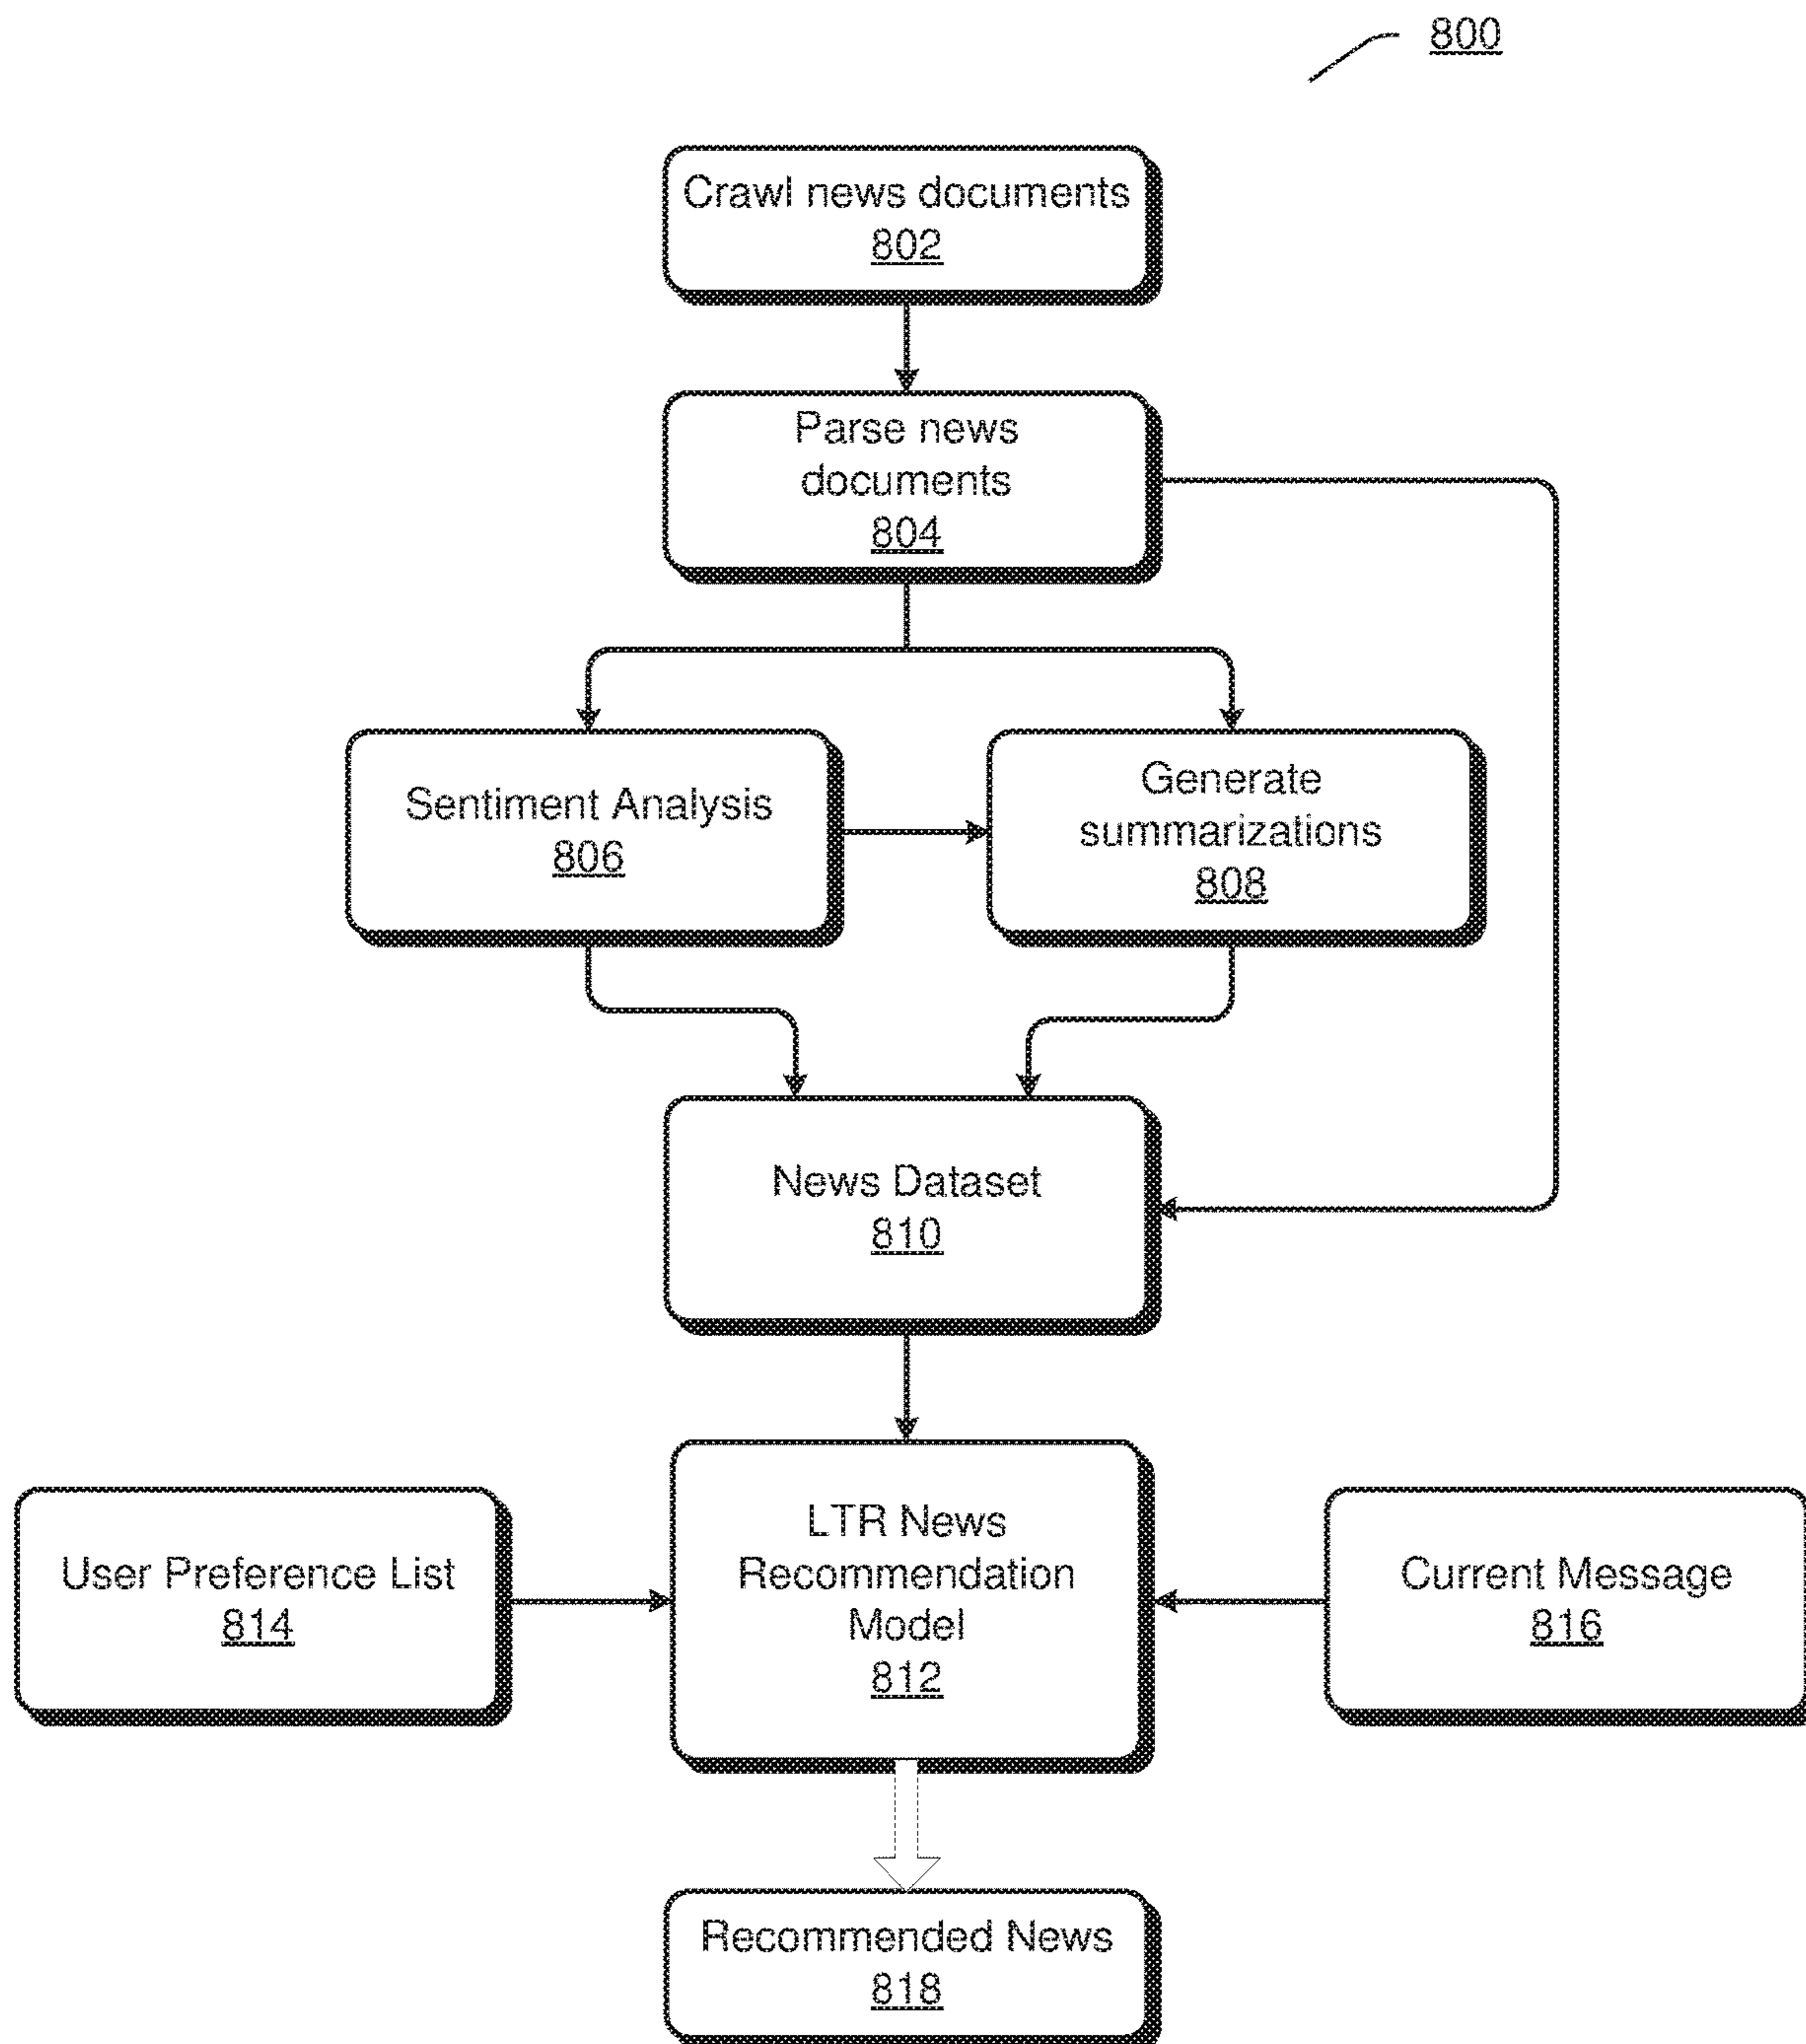 800
Crawl news documents
802
Parse news
documents
804
Sentiment Analysis
806
Generate
summarizations
808
News Dataset
810
LTR News
Recommendation
Model
812
User Preference List
814
Current Message
816
Recommended News
818